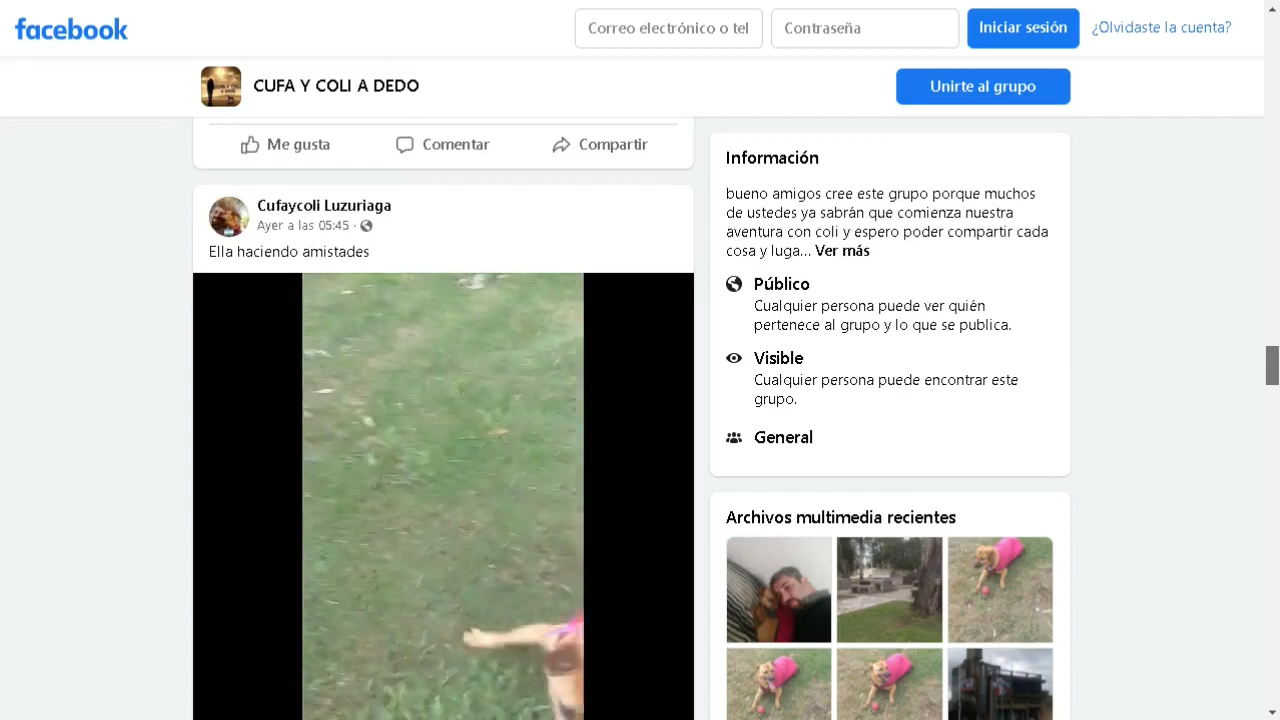 facebook
Correo electrónico o tel
Contraseña
Iniciar sesión
¿Olvidaste la cuenta?
CUFA Y COLI A DEDO
Unirte al grupo
Me gusta
Comentar
Compartir
Cufaycoli Luzuriaga
Ayer a las 05:45 ·
Ella haciendo amistades
Información
bueno amigos cree este grupo porque muchos
de ustedes ya sabrán que comienza nuestra
aventura con coli y espero poder compartir cada
cosa y luga... Ver más
Público
Cualquier persona puede ver quién
pertenece al grupo y lo que se publica.
Visible
Cualquier persona puede encontrar este
grupo.
General
Archivos multimedia recientes